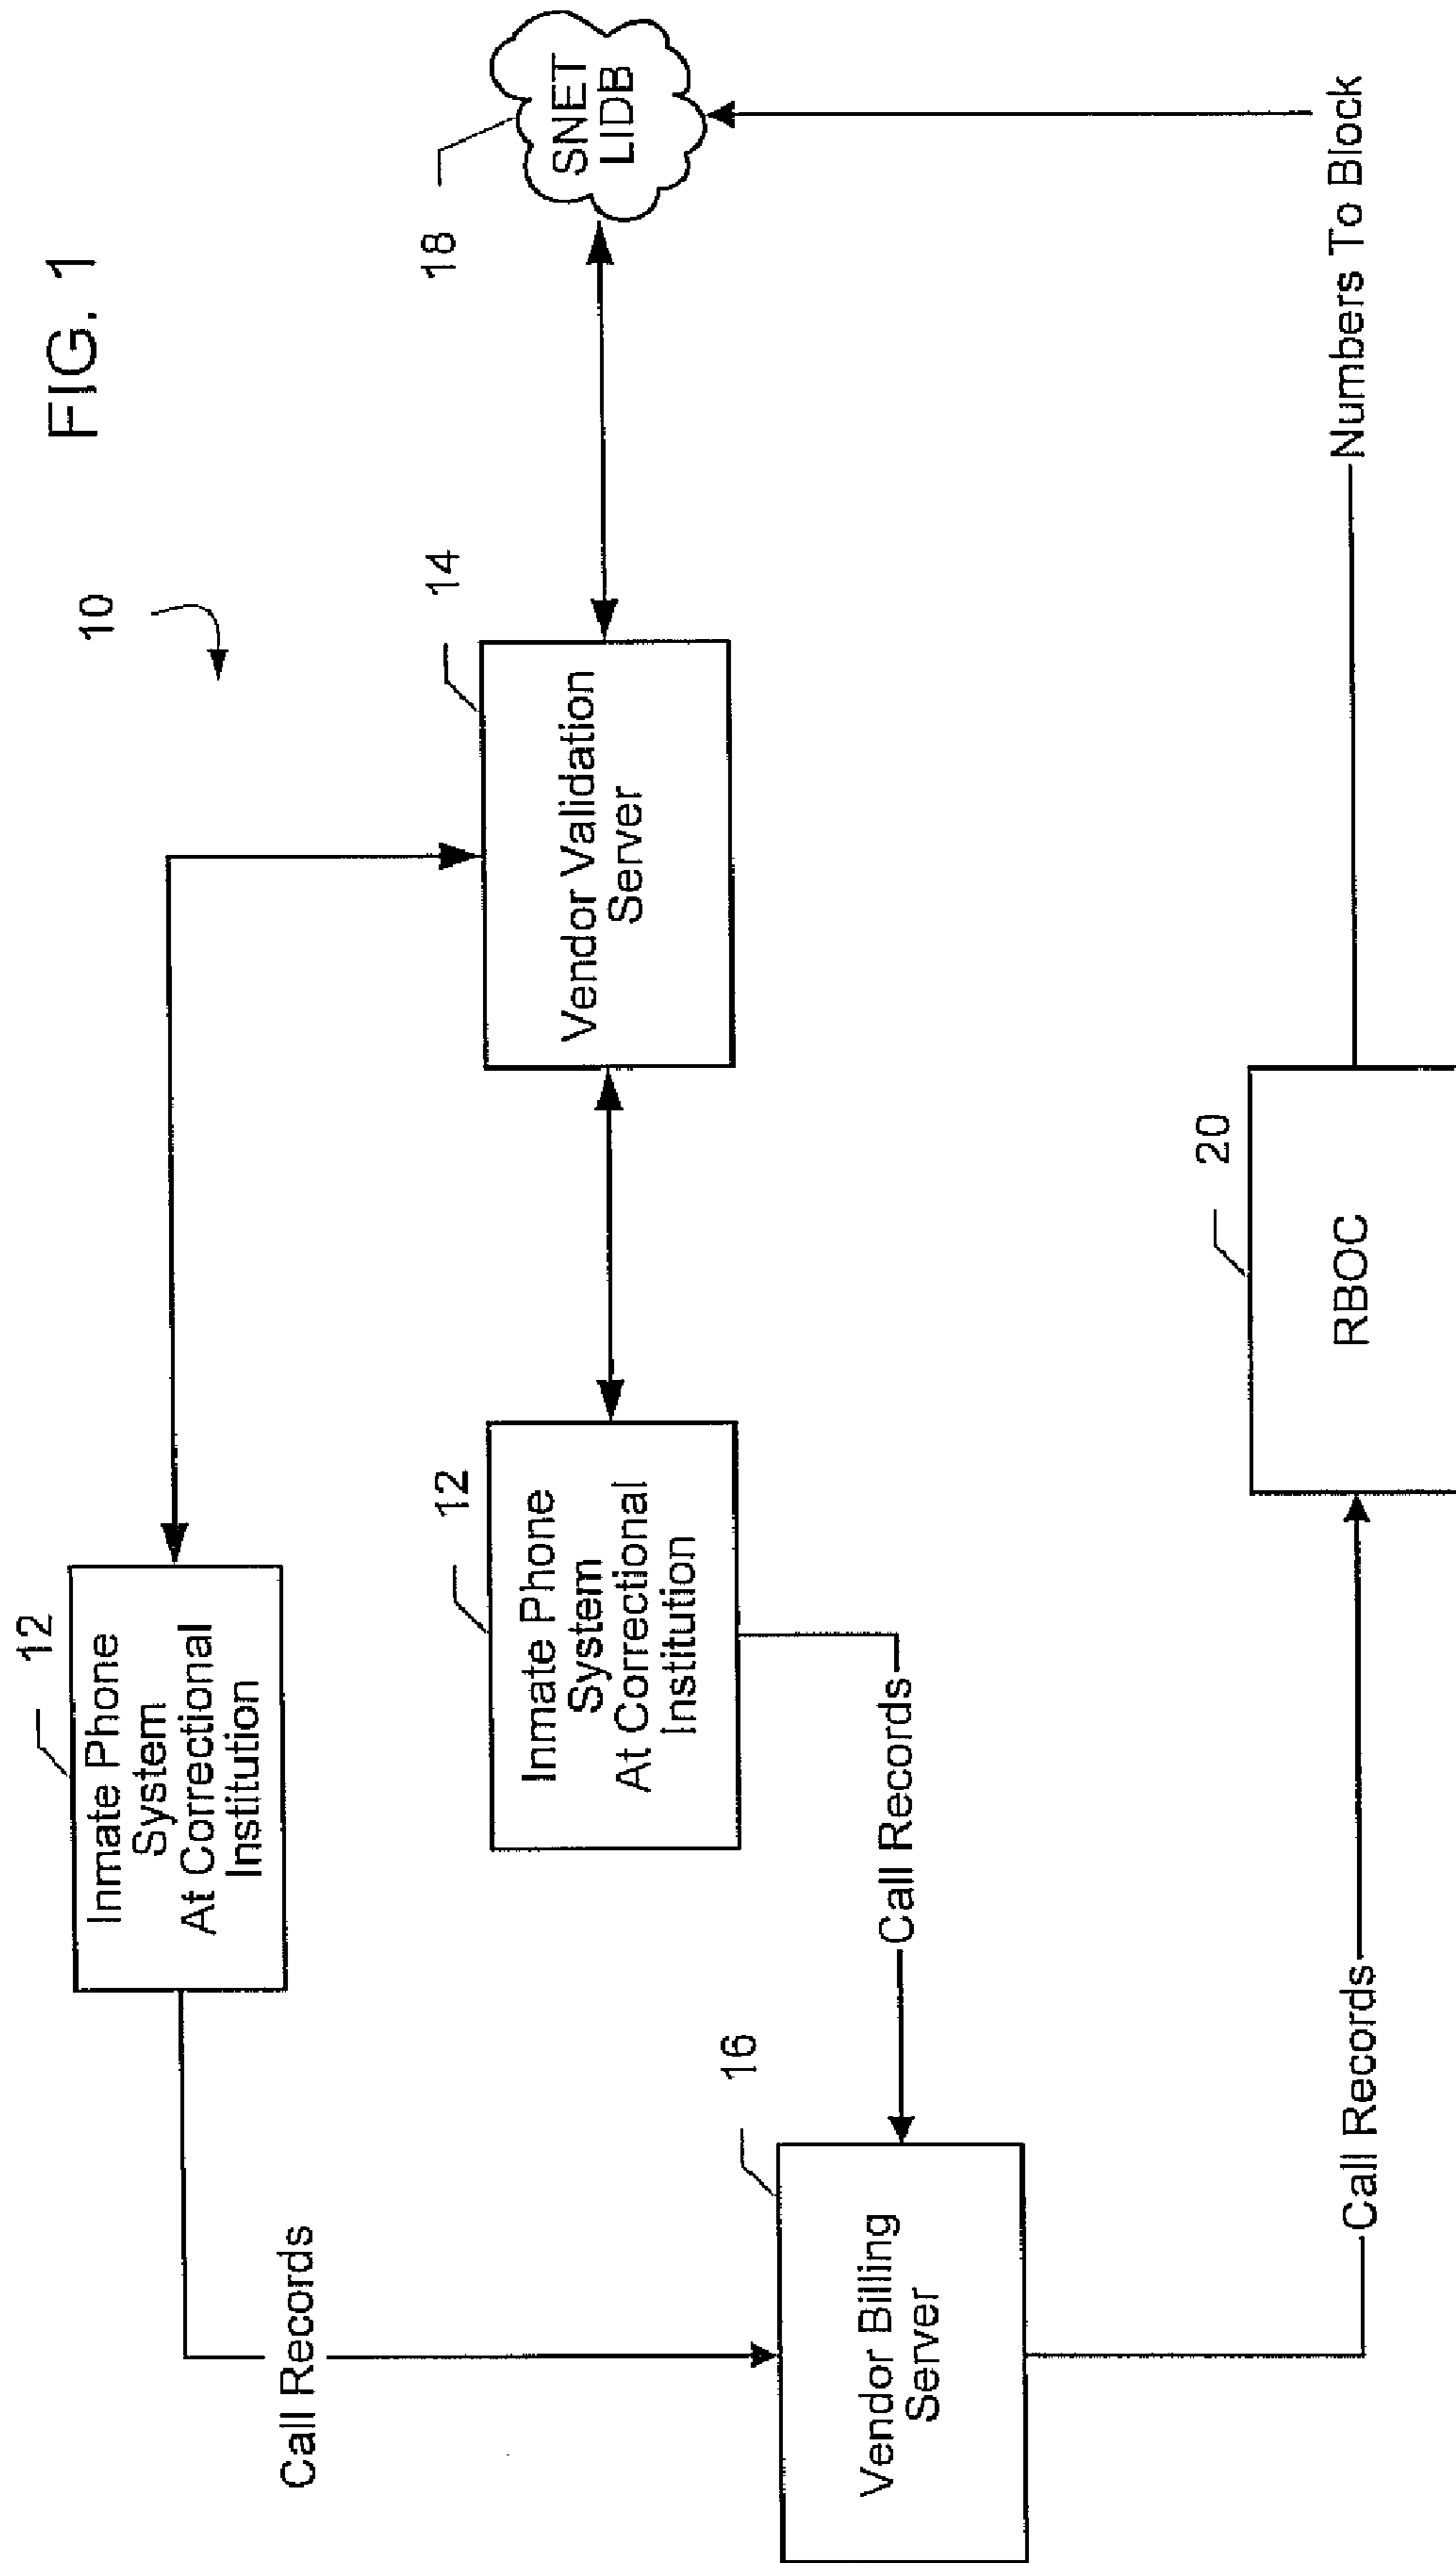 FIG. 1
10
12
Inmate Phone
System
At Correctional
Institution
Call Records
12
Inmate Phone
System
At Correctional
Institution
14
Vendor Validation
Server
18
SNET
LIDB
Call Records
16
Vendor Billing
Server
Call Records
20
RBOC
Numbers To Block